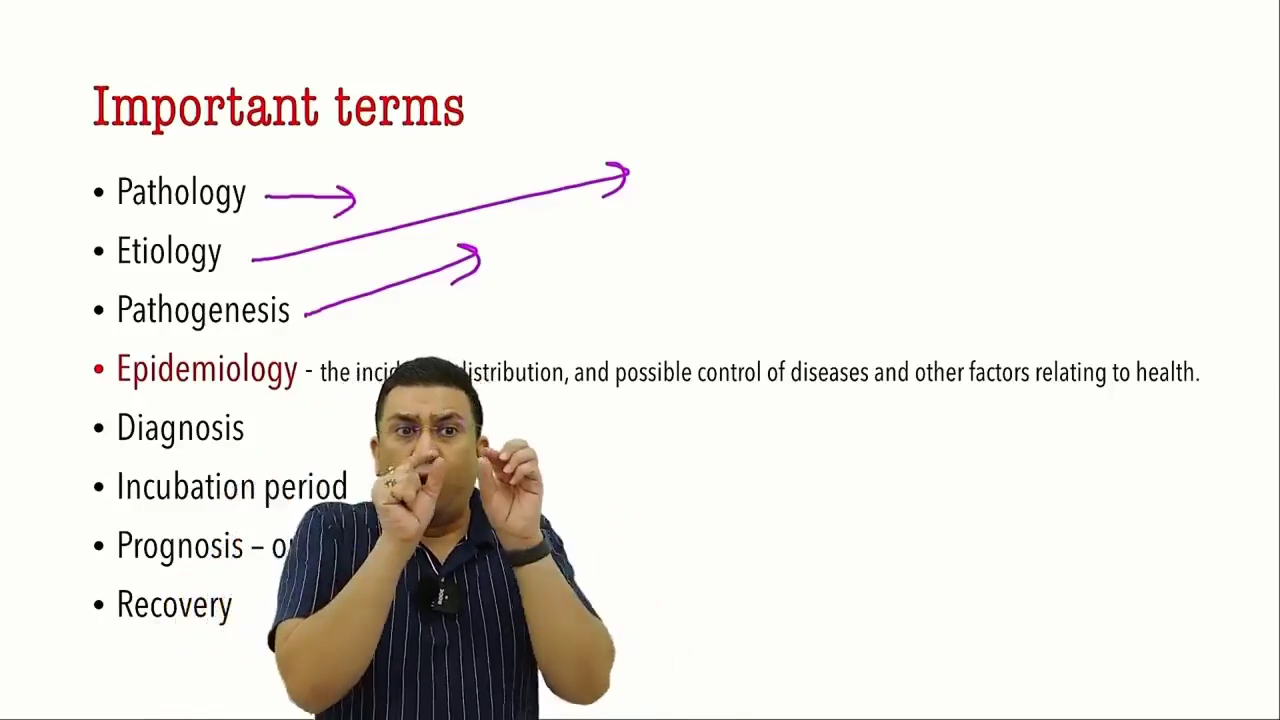 Important terms
• Pathology
• Etiology
• Pathogenesis
• Epidemiology - the distribution, and possible control of diseases and other factors relating to health.
• Diagnosis
• Incubation period
• Prognosis –
• Recovery